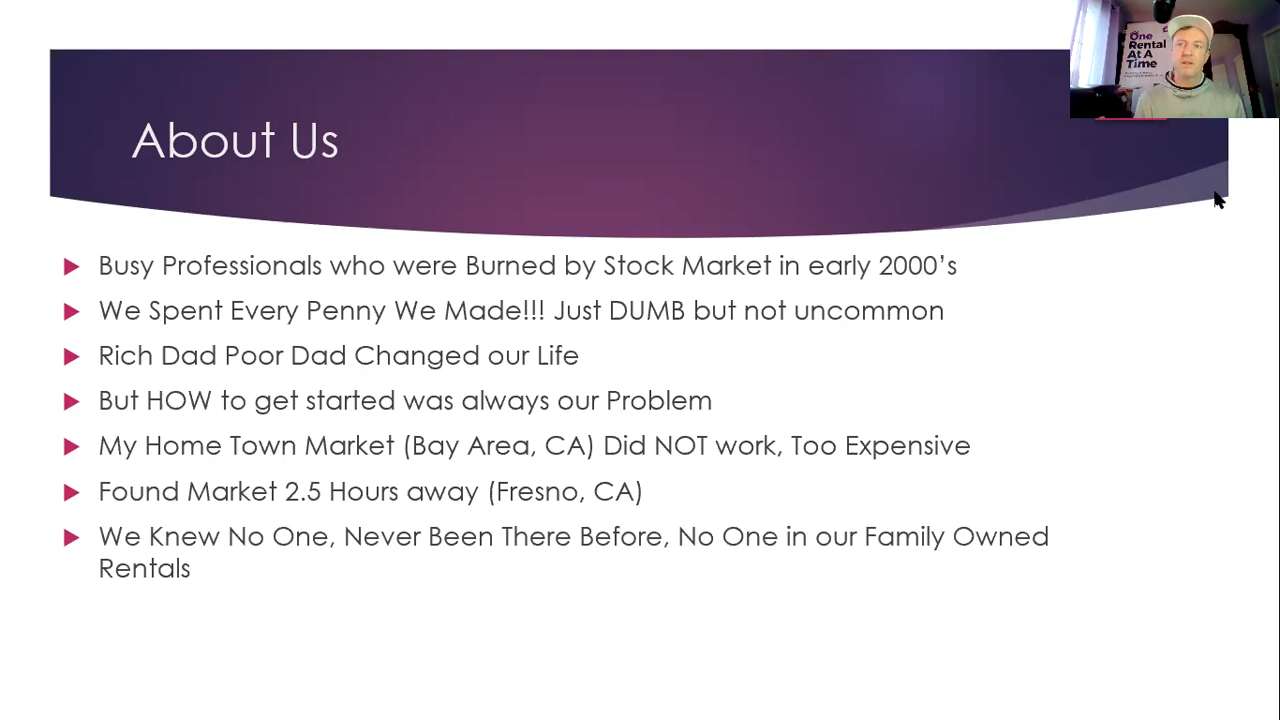 One
Rental
At A
Time
About Us
Busy Professionals who were Burned by Stock Market in early 2000's
We Spent Every Penny We Made!!! Just DUMB but not uncommon
Rich Dad Poor Dad Changed our Life
But HOW to get started was always our Problem
My Home Town Market (Bay Area, CA) Did NOT work, Too Expensive
Found Market 2.5 Hours away (Fresno, CA)
We Knew No One, Never Been There Before, No One in our Family Owned
Rentals